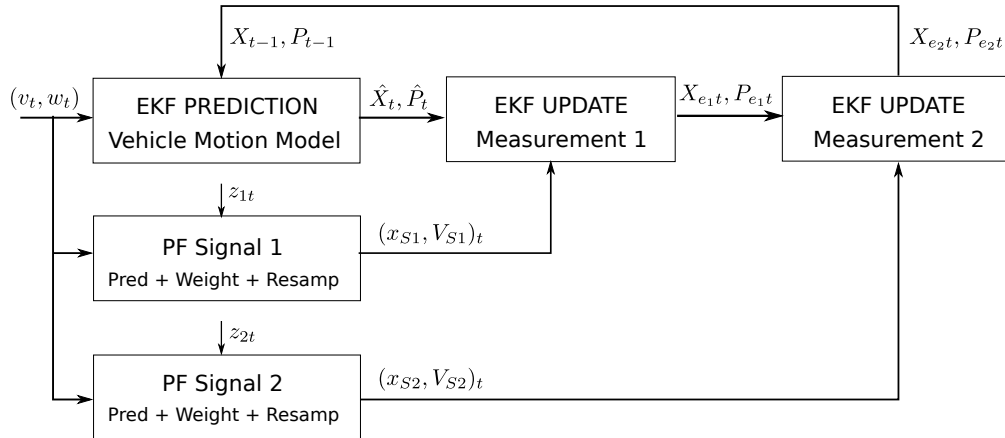 X_{t-1}, P_{t-1}
X_{e_2t}, P_{e_2t}
(v_t, w_t)
EKF PREDICTION
Vehicle Motion Model
\hat{X}_t, \hat{P}_t
EKF UPDATE
Measurement 1
X_{e_1t}, P_{e_1t}
EKF UPDATE
Measurement 2
z_{1t}
PF Signal 1
Pred + Weight + Resamp
(x_{S1}, V_{S1})_t
z_{2t}
PF Signal 2
Pred + Weight + Resamp
(x_{S2}, V_{S2})_t